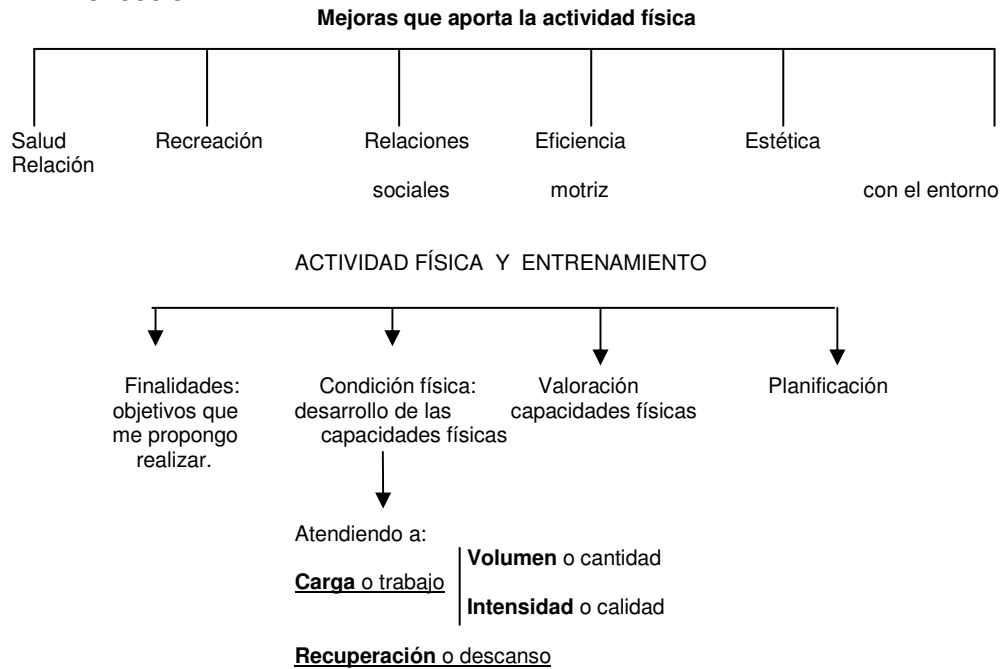 Mejoras que aporta la actividad física
Salud Recreación Relaciones Eficiencia Estética
Relación
sociales motriz con el entorno
ACTIVIDAD FÍSICA Y ENTRENAMIENTO
Finalidades: Condición física: Valoración Planificación
objetivos que desarrollo de las capacidades físicas
me propongo capacidades físicas
realizar.
Atendiendo a:
Volumen o cantidad
Carga o trabajo
Intensidad o calidad
Recuperación o descanso